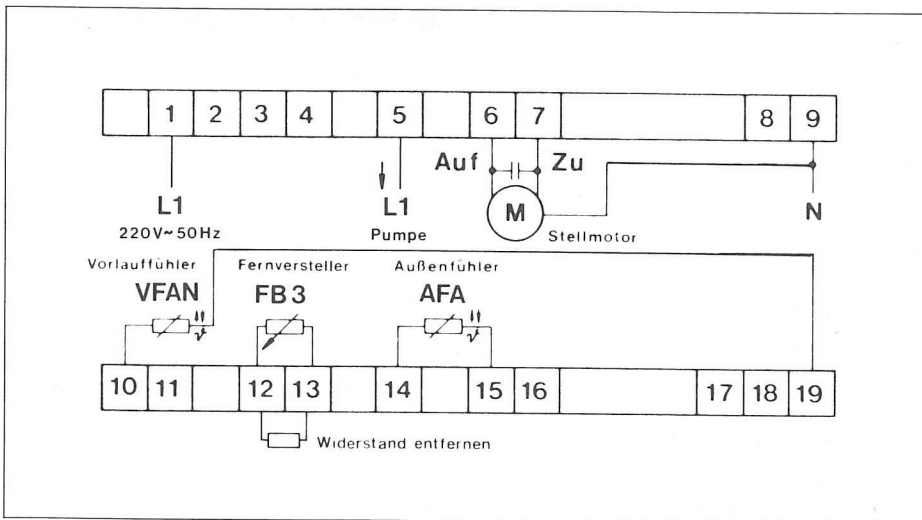 1 2 3 4 5 6 7 8 9
Auf Zu
L1 L1 M N
220V~50Hz Pumpe Stellmotor
Vorlauffühler Fernversteller Außenfühler
VFAN FB3 AFA
ϑ ϑ
10 11 12 13 14 15 16 17 18 19
Widerstand entfernen